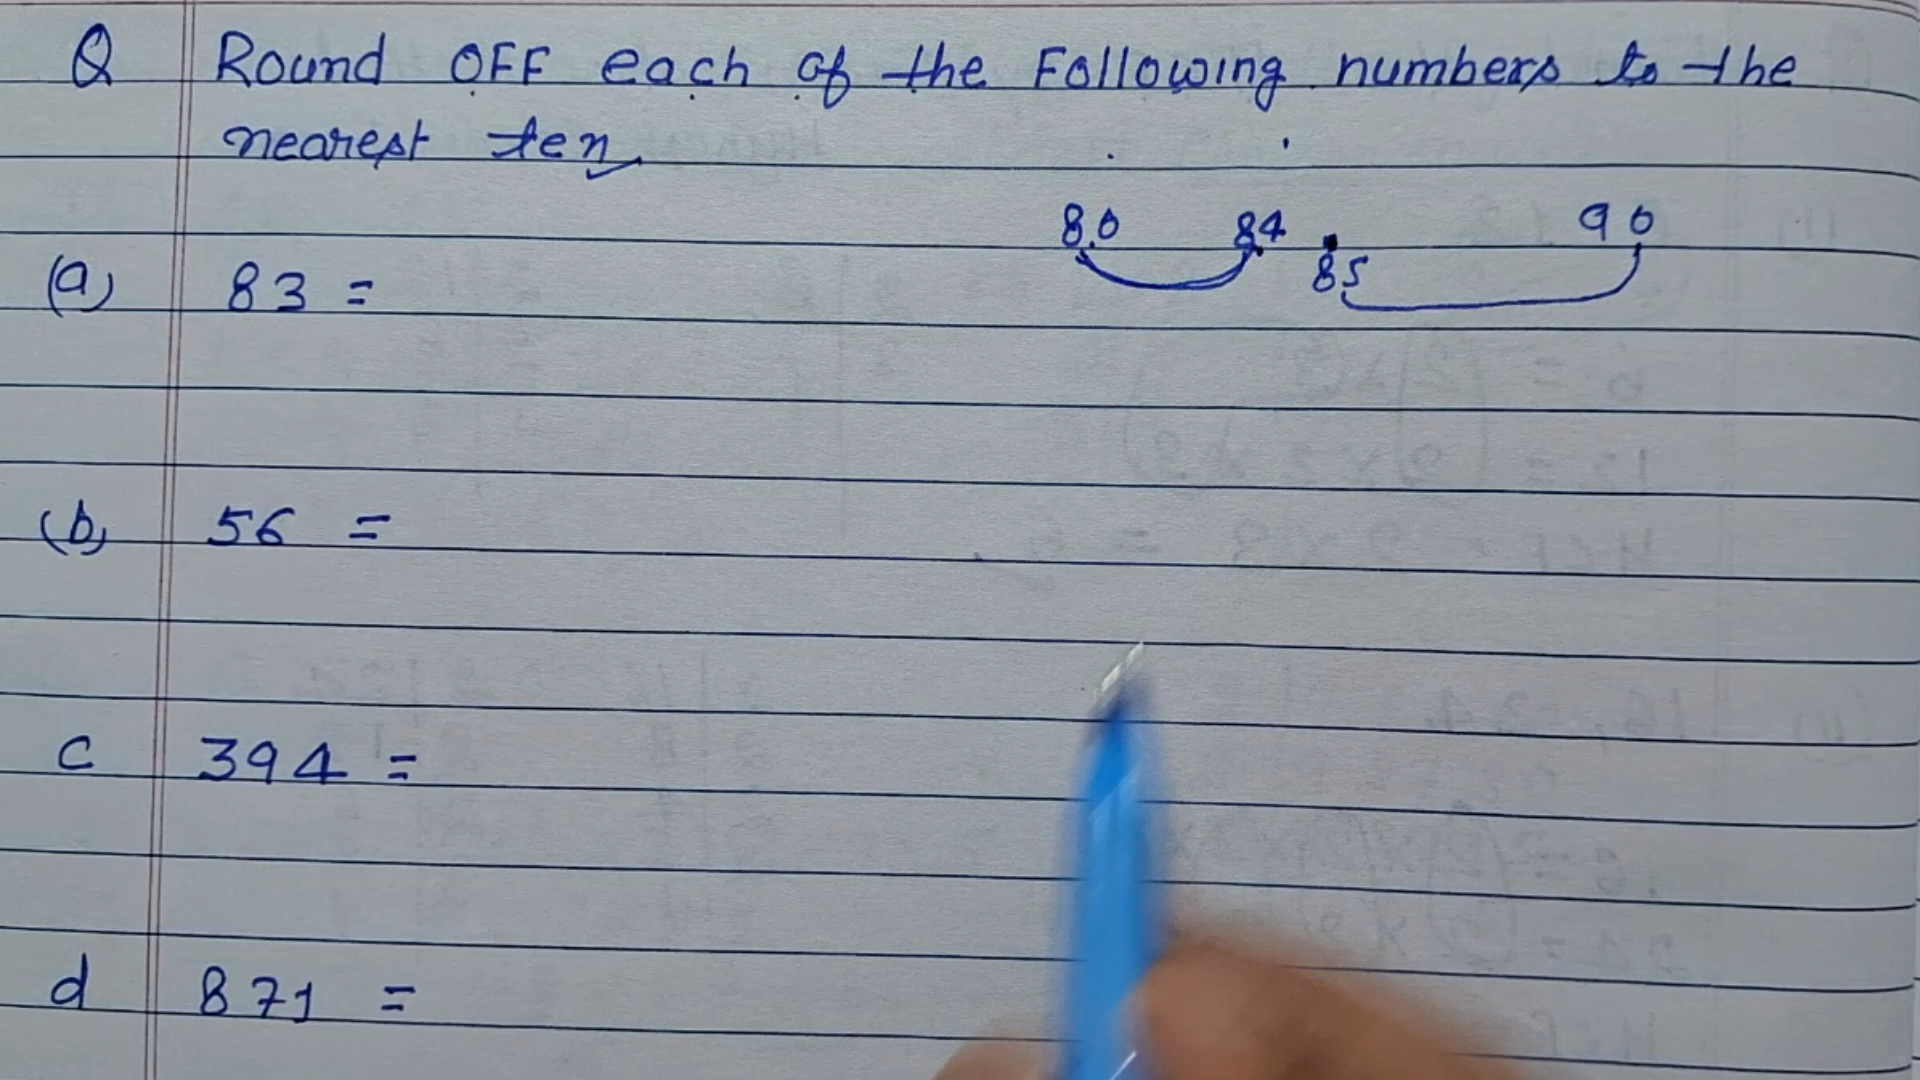 Q Round OFF each of the Following numbers to the
nearest ten
80 84 85 90
(a) 83 =
(b) 56 =
c 394 =
d 871 =